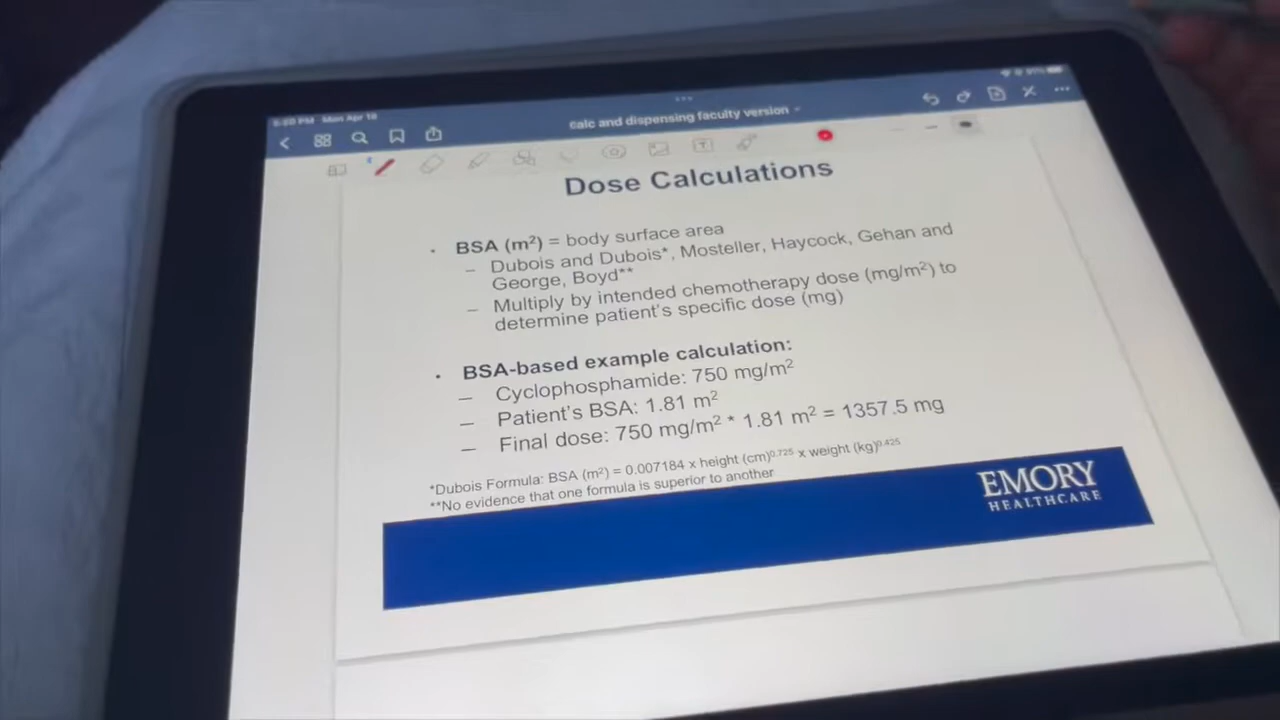 Mon Apr 18
calc and dispensing faculty version
Dose Calculations
• BSA (m²) = body surface area
– Dubois and Dubois*, Mosteller, Haycock, Gehan and
George, Boyd**
– Multiply by intended chemotherapy dose (mg/m²) to
determine patient's specific dose (mg)
• BSA-based example calculation:
– Cyclophosphamide: 750 mg/m²
– Patient's BSA: 1.81 m²
– Final dose: 750 mg/m² * 1.81 m² = 1357.5 mg
*Dubois Formula: BSA (m²) = 0.007184 x height (cm)⁰·⁷²⁵ x weight (kg)⁰·⁴²⁵
**No evidence that one formula is superior to another
EMORY
HEALTHCARE